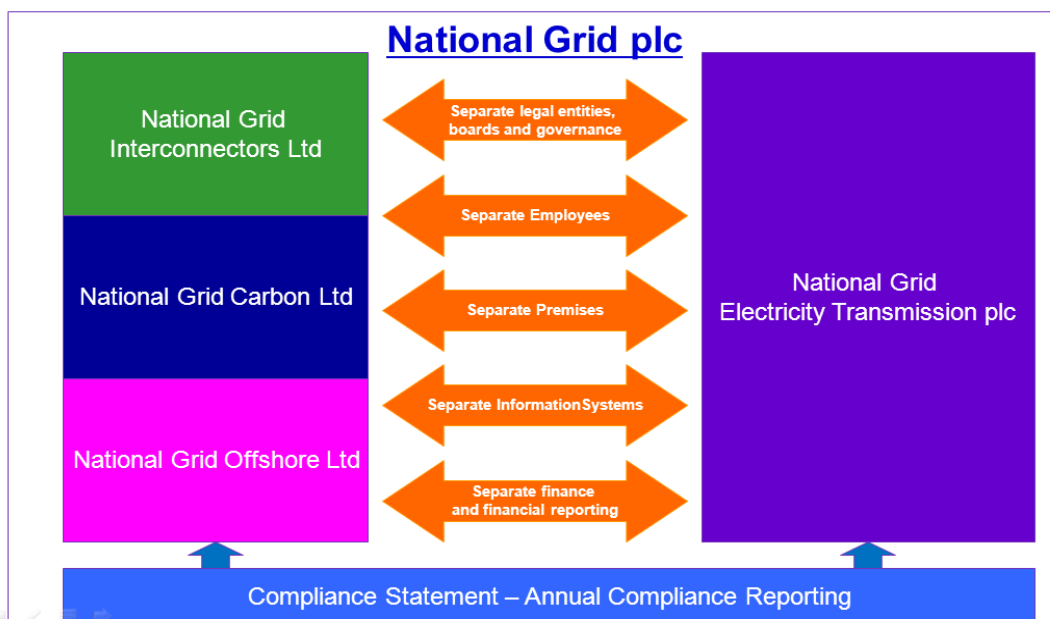 National Grid plc
National Grid
Interconnectors Ltd
National Grid Carbon Ltd
National Grid Offshore Ltd
Separate legal entities,
boards and governance
Separate Employees
Separate Premises
Separate InformationSystems
Separate finance
and financial reporting
National Grid
Electricity Transmission plc
Compliance Statement – Annual Compliance Reporting